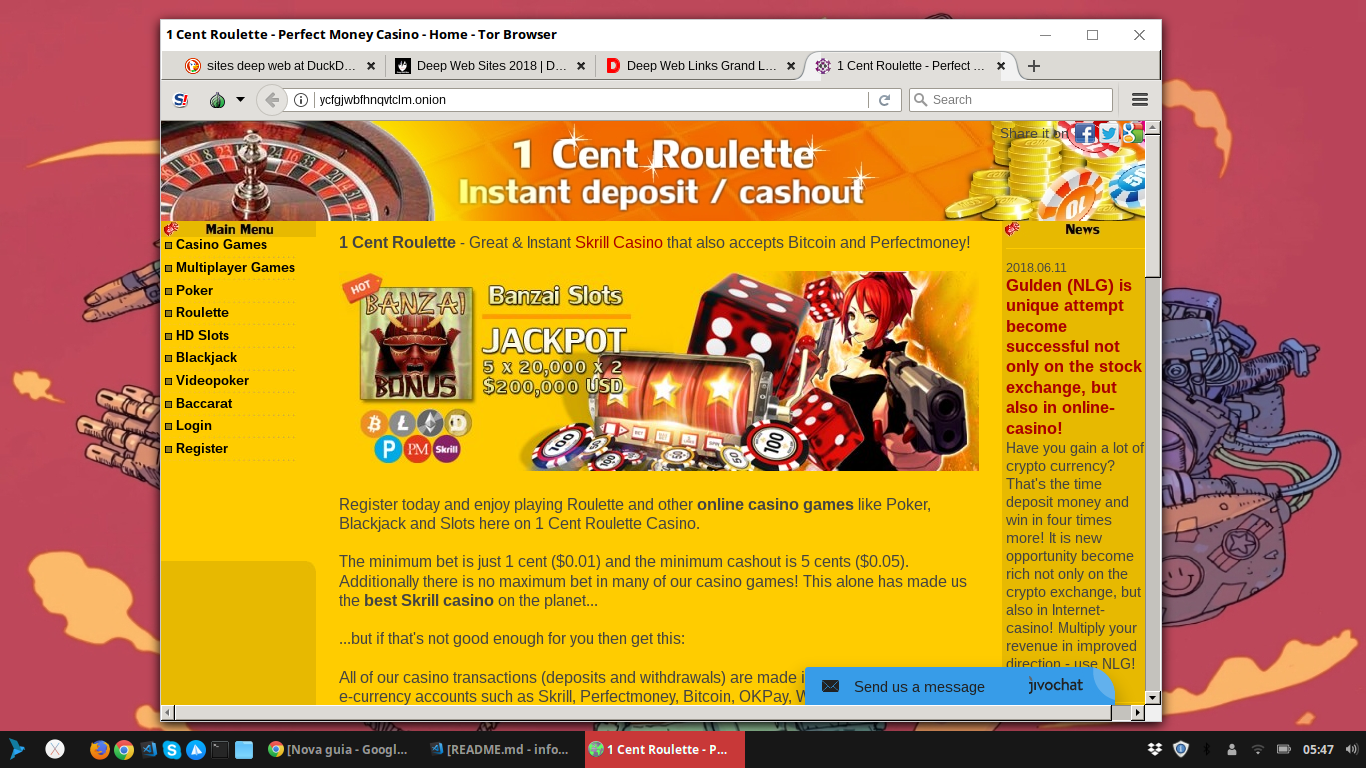 1 Cent Roulette - Perfect Money Casino - Home - Tor Browser
sites deep web at DuckD...
Deep Web Sites 2018 | D...
Deep Web Links Grand L...
1 Cent Roulette - Perfect ...
ycfgjwbfhnqvtclm.onion
Search
Share it on
1 Cent Roulette
Instant deposit / cashout
Main Menu
Casino Games
Multiplayer Games
Poker
Roulette
HD Slots
Blackjack
Videopoker
Baccarat
Login
Register
1 Cent Roulette - Great & Instant Skrill Casino that also accepts Bitcoin and Perfectmoney!
HOT
BANZAI
BONUS
Banzai Slots
JACKPOT
5 x 20,000 x 2
$200,000 USD
PM
Skrill
100
100
Register today and enjoy playing Roulette and other online casino games like Poker,
Blackjack and Slots here on 1 Cent Roulette Casino.
The minimum bet is just 1 cent ($0.01) and the minimum cashout is 5 cents ($0.05).
Additionally there is no maximum bet in many of our casino games! This alone has made us
the best Skrill casino on the planet...
...but if that's not good enough for you then get this:
All of our casino transactions (deposits and withdrawals) are made i
e-currency accounts such as Skrill, Perfectmoney, Bitcoin, OKPay, W
News
2018.06.11
Gulden (NLG) is
unique attempt
become
successful not
only on the stock
exchange, but
also in online-
casino!
Have you gain a lot of
crypto currency?
That's the time
deposit money and
win in four times
more! It is new
opportunity become
rich not only on the
crypto exchange, but
also in Internet-
casino! Multiply your
revenue in improved
direction - use NLG!
Send us a message
jivochat
[Nova guia - Googl...
[README.md - info...
1 Cent Roulette - P...
05:47